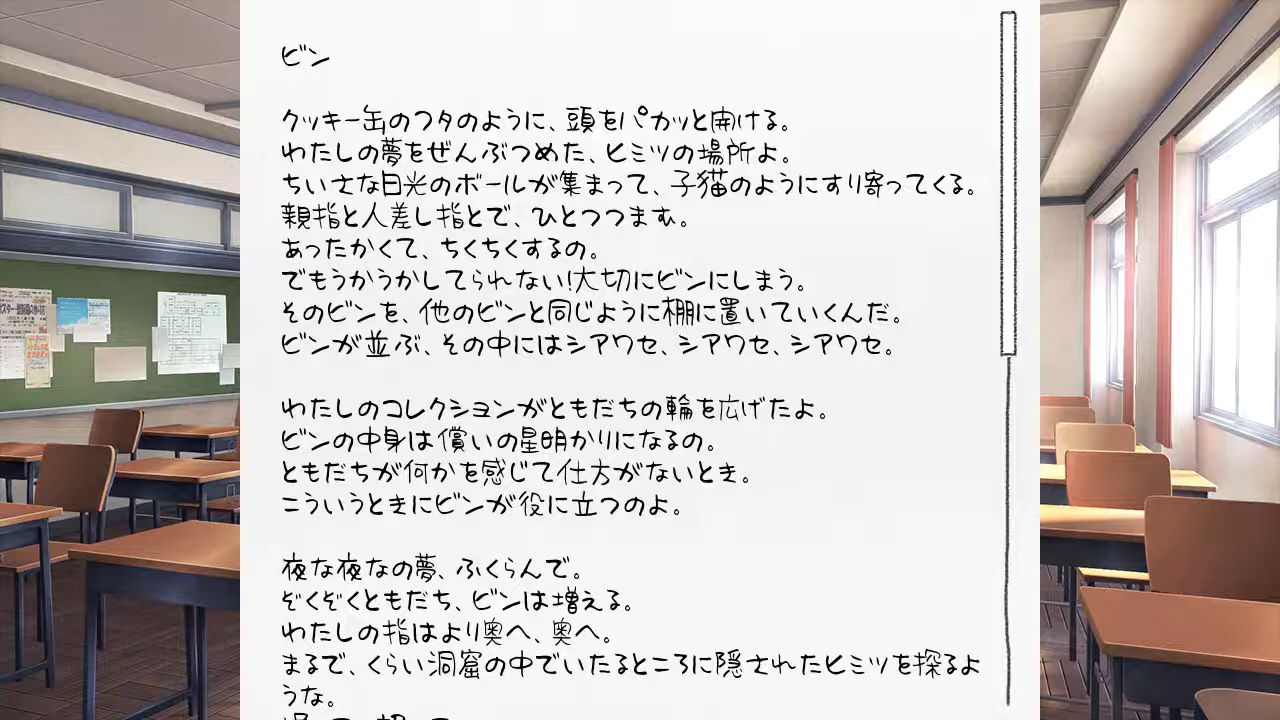 ビン
クッキー缶のフタのように、頭をパカッと開ける。
わたしの夢をぜんぶつめた、ヒミツの場所よ。
ちいさな日光のボールが集まって、子猫のようにすり寄ってくる。
親指と人差し指とで、ひとつつまむ。
あったかくて、ちくちくするの。
でもうかうかしてられない!大切にビンにしまう。
そのビンを、他のビンと同じように棚に置いていくんだ。
ビンが並ぶ、その中にはシアワセ、シアワセ、シアワセ。
わたしのコレクションがともだちの輪を広げたよ。
ビンの中身は償いの星明かりになるの。
ともだちが何かを感じて仕方がないとき。
こういうときにビンが役に立つのよ。
夜な夜なの夢、ふくらんで。
ぞくぞくともだち、ビンは増える。
わたしの指はより奥へ、奥へ。
まるで、くらい洞窟の中でいたるところに隠されたヒミツを探るよ
うな。